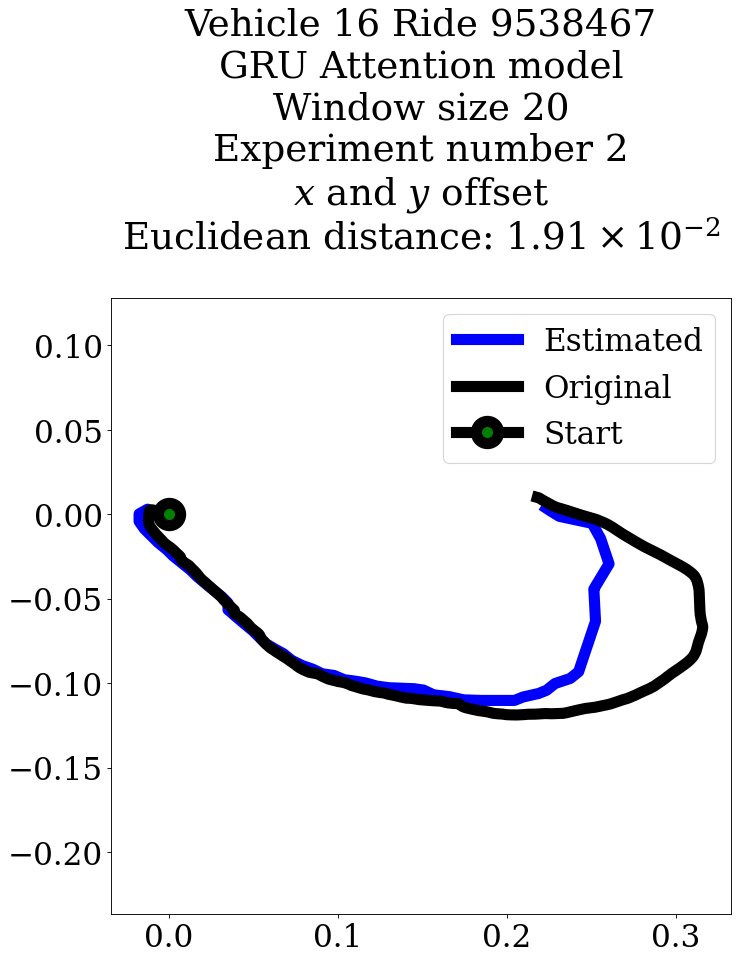 Vehicle 16 Ride 9538467
GRU Attention model
Window size 20
Experiment number 2
x and y offset
Euclidean distance: 1.91 × 10⁻²
Estimated
Original
Start
0.10
0.05
0.00
−0.05
−0.10
−0.15
−0.20
0.0 0.1 0.2 0.3